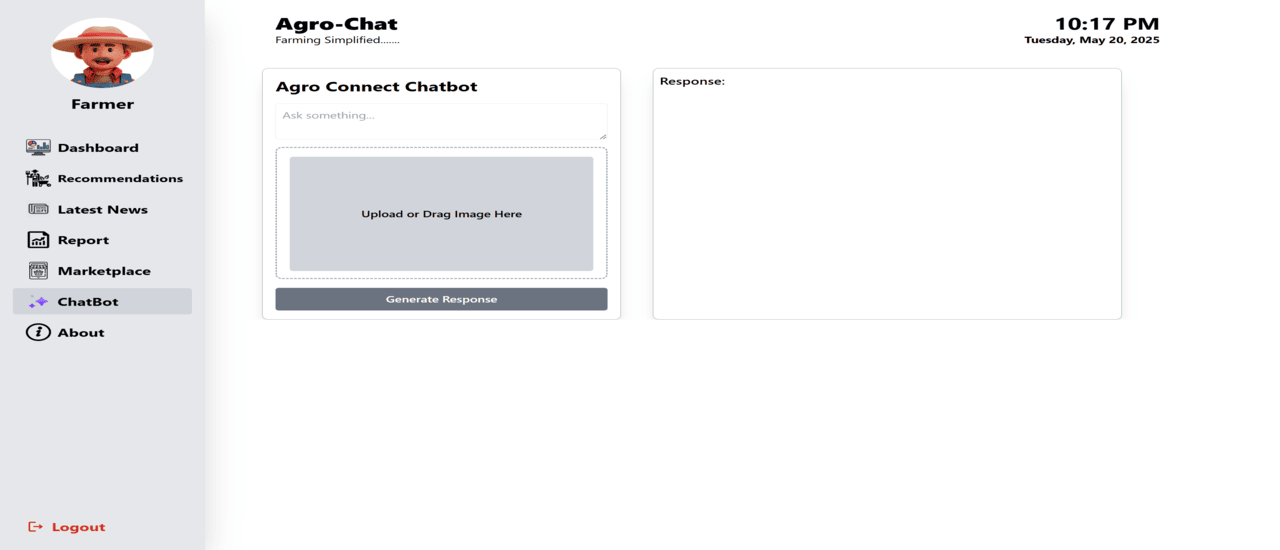 Farmer
Dashboard
Recommendations
Latest News
Report
Marketplace
ChatBot
About
Logout
Agro-Chat
Farming Simplified.......
10:17 PM
Tuesday, May 20, 2025
Agro Connect Chatbot
Ask something...
Upload or Drag Image Here
Generate Response
Response: